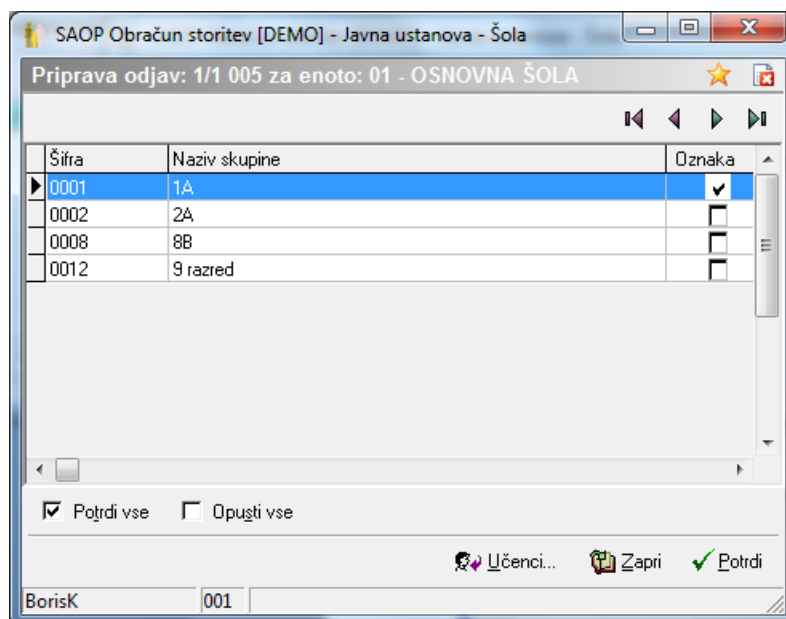 SAOP Obračun storitev [DEMO] - Javna ustanova - Šola
Priprava odjav: 1/1 005 za enoto: 01 - OSNOVNA ŠOLA
Šifra Naziv skupine Oznaka
0001 1A
0002 2A
0008 8B
0012 9 razred
Potrdi vse Opusti vse
Učenci... Zapri Potrdi
BorisK 001